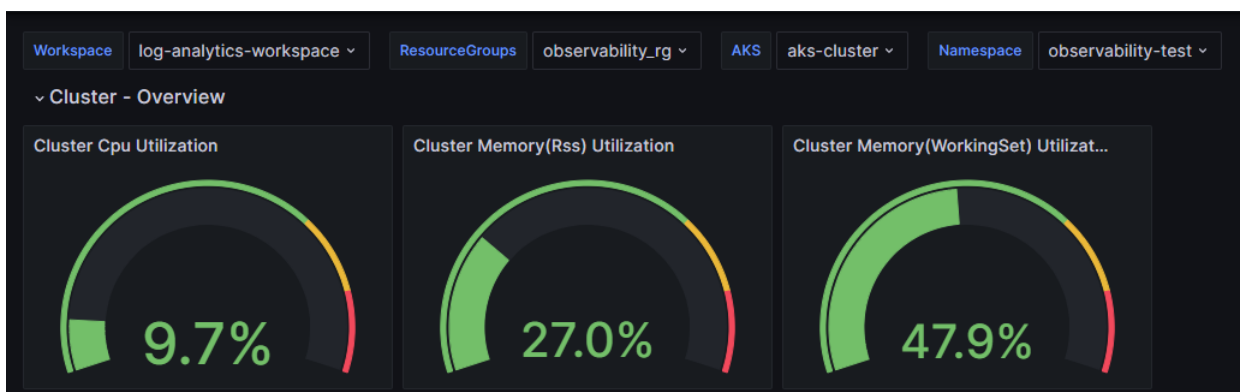 Workspace log-analytics-workspace ResourceGroups observability_rg AKS aks-cluster Namespace observability-test
Cluster - Overview
Cluster Cpu Utilization Cluster Memory(Rss) Utilization Cluster Memory(WorkingSet) Utilizat...
9.7% 27.0% 47.9%